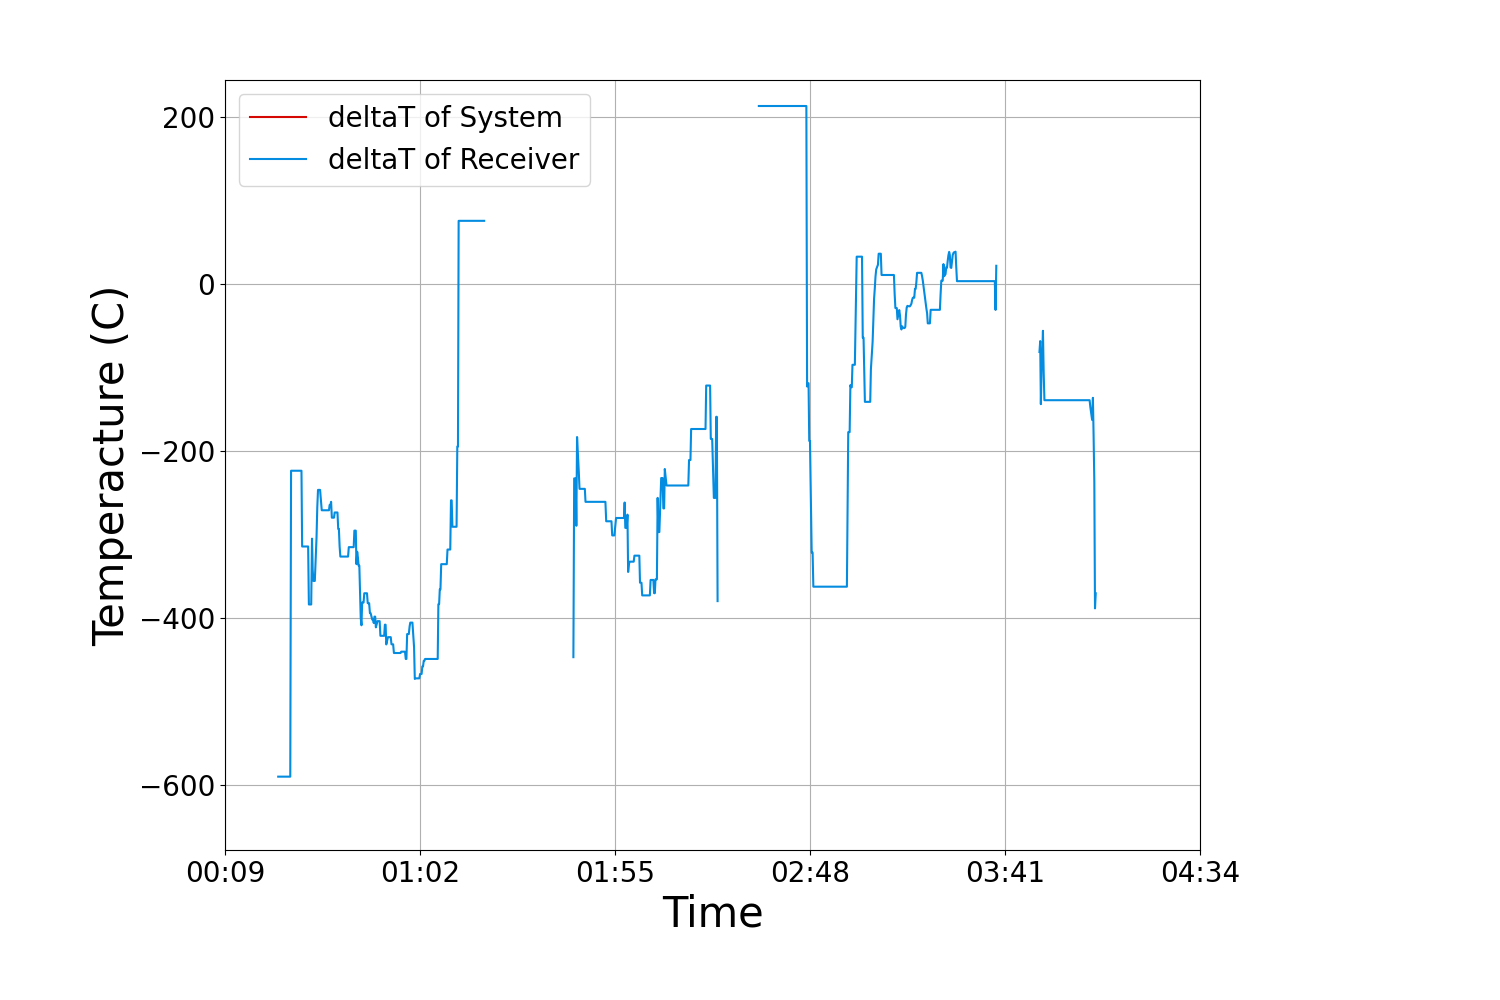 deltaT of System
deltaT of Receiver
200
0
−200
−400
−600
Temperacture (C)
00:09 01:02 01:55 02:48 03:41 04:34
Time